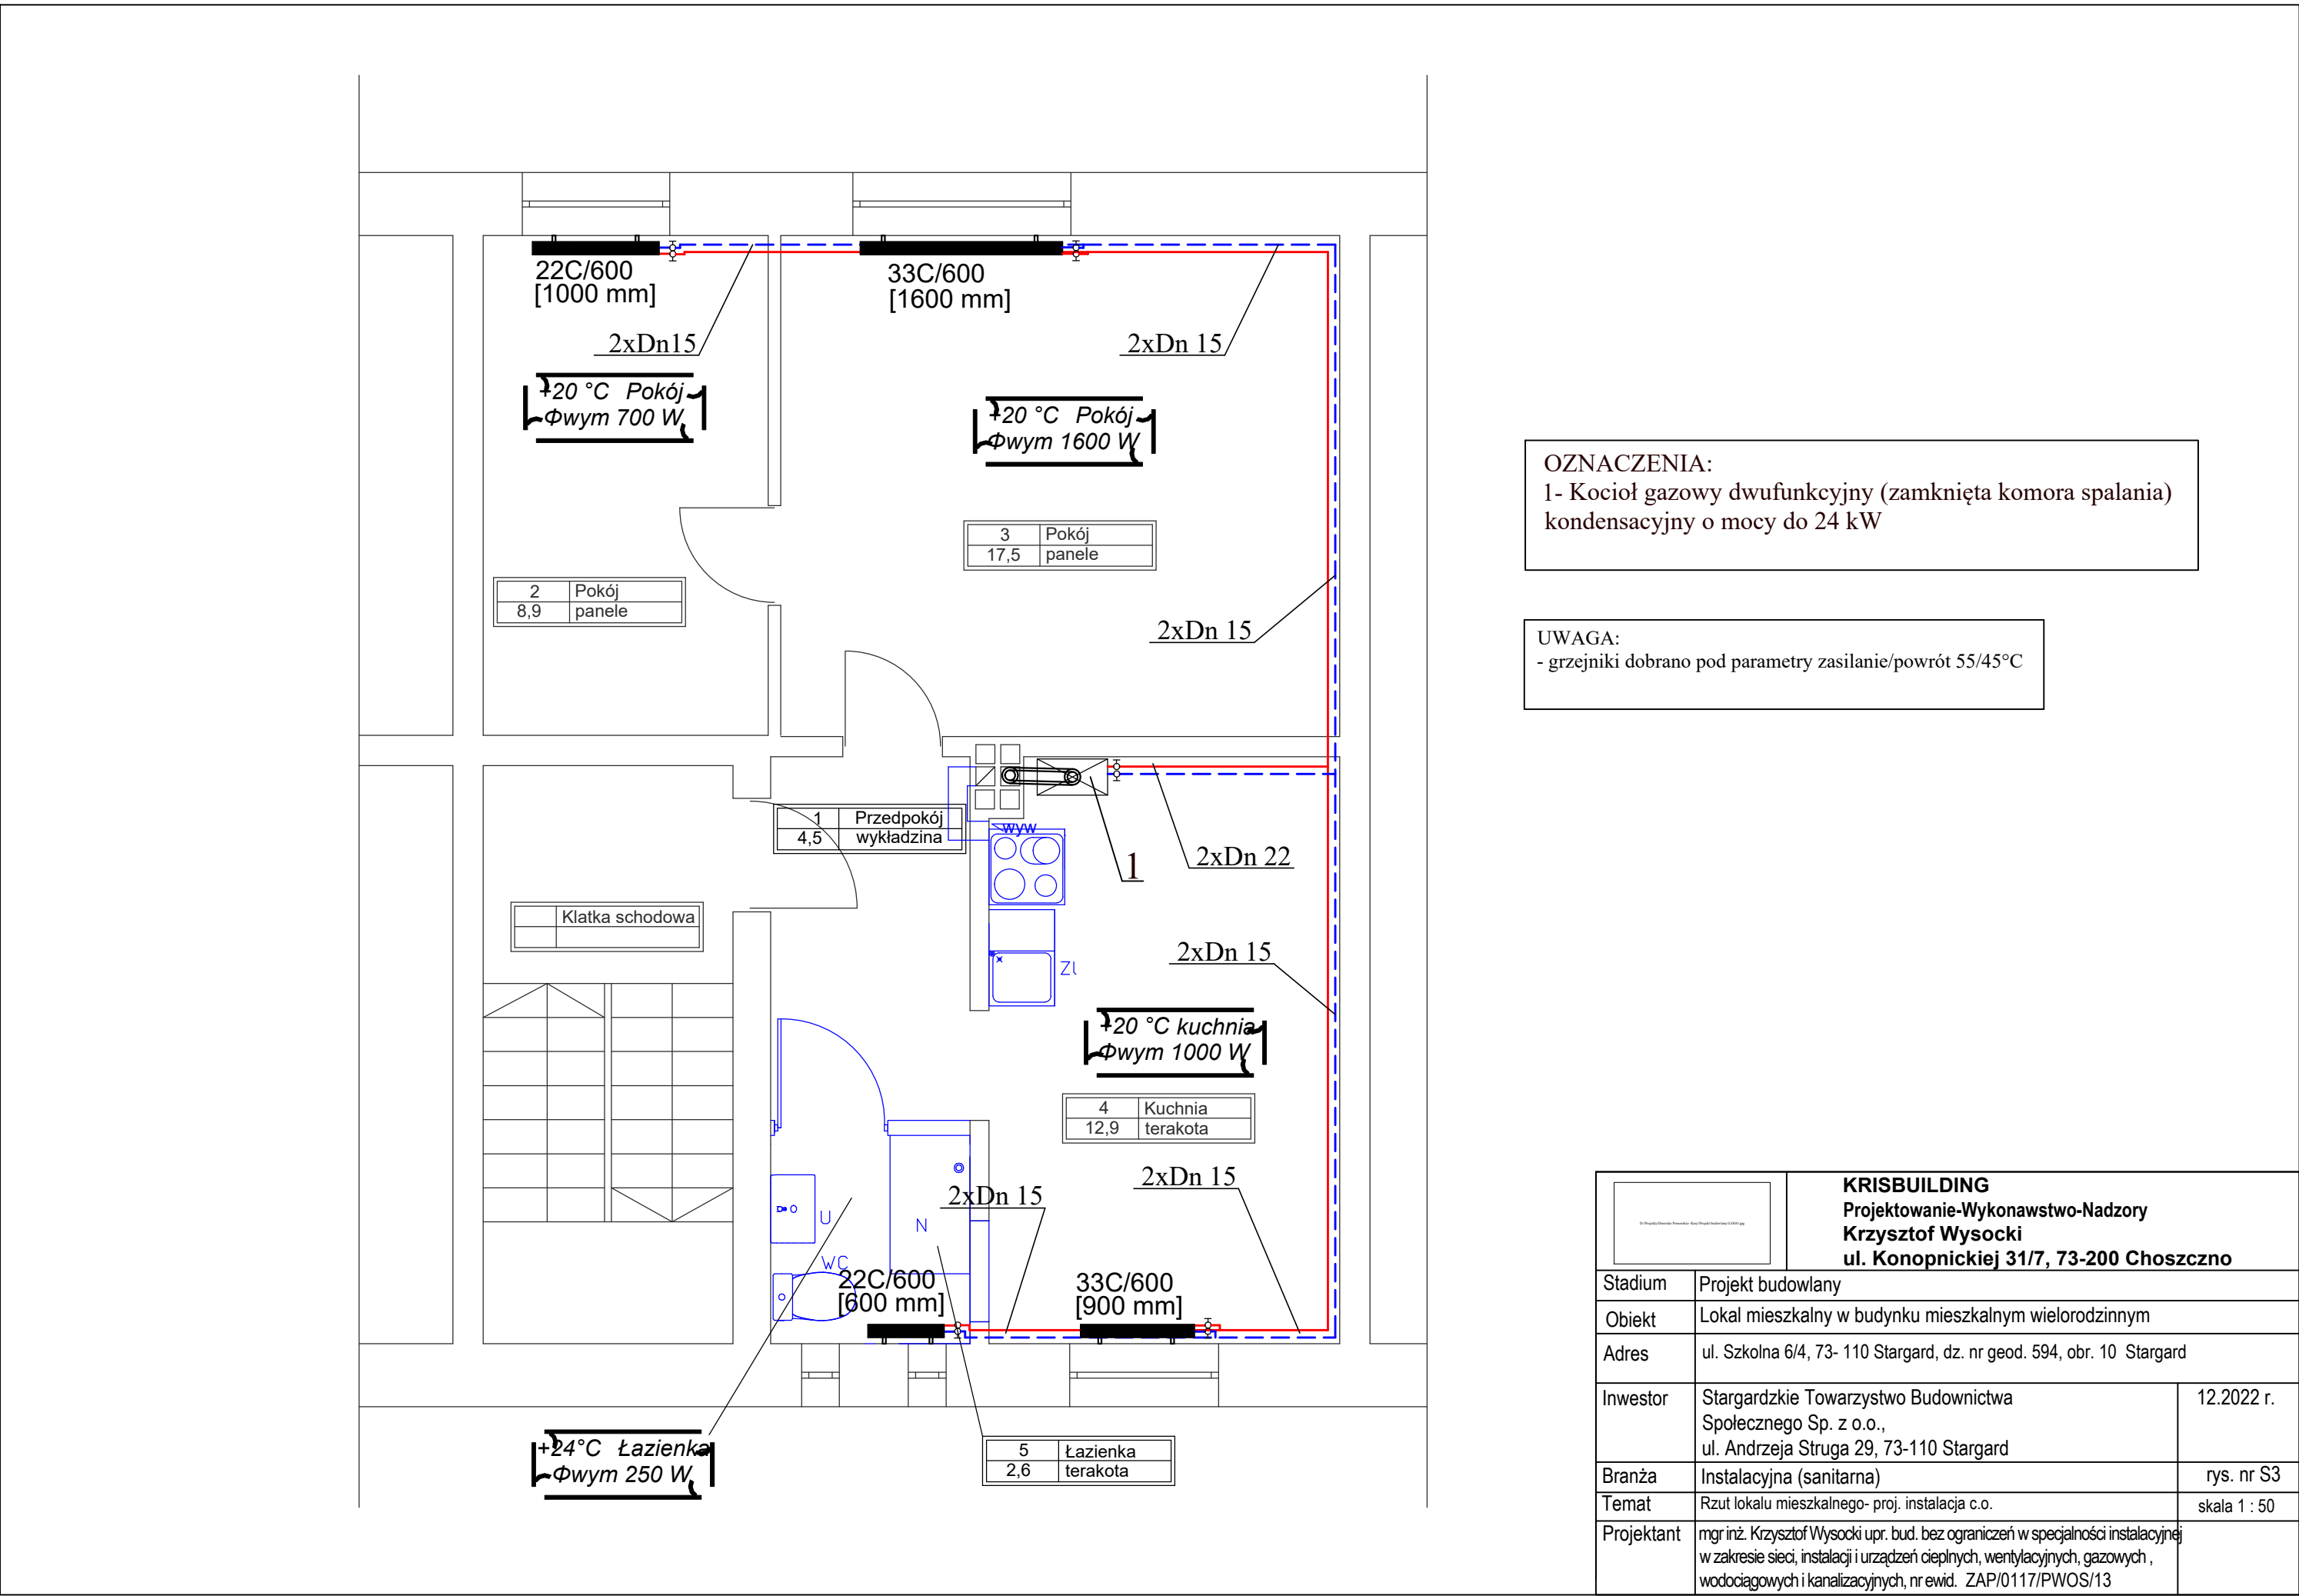 22C/600
[1000 mm]
33C/600
[1600 mm]
2xDn15
2xDn 15
+20 °C Pokój
Φwym 700 W
+20 °C Pokój
Φwym 1600 W
3 Pokój
17,5 panele
2 Pokój
8,9 panele
2xDn 15
OZNACZENIA:
1- Kocioł gazowy dwufunkcyjny (zamknięta komora spalania)
kondensacyjny o mocy do 24 kW
UWAGA:
- grzejniki dobrano pod parametry zasilanie/powrót 55/45°C
1 Przedpokój
4,5 wykładzina
wyw
1
2xDn 22
Klatka schodowa
2xDn 15
Zl
+20 °C kuchnia
Φwym 1000 W
4 Kuchnia
12,9 terakota
2xDn 15
2xDn 15
U
N
WC
22C/600
[600 mm]
33C/600
[900 mm]
+24°C Łazienka
Φwym 250 W
5 Łazienka
2,6 terakota
KRISBUILDING
Projektowanie-Wykonawstwo-Nadzory
Krzysztof Wysocki
ul. Konopnickiej 31/7, 73-200 Choszczno
Stadium Projekt budowlany
Obiekt Lokal mieszkalny w budynku mieszkalnym wielorodzinnym
Adres ul. Szkolna 6/4, 73- 110 Stargard, dz. nr geod. 594, obr. 10 Stargard
Inwestor Stargardzkie Towarzystwo Budownictwa 12.2022 r.
Społecznego Sp. z o.o.,
ul. Andrzeja Struga 29, 73-110 Stargard
Branża Instalacyjna (sanitarna) rys. nr S3
Temat Rzut lokalu mieszkalnego- proj. instalacja c.o. skala 1 : 50
Projektant mgr inż. Krzysztof Wysocki upr. bud. bez ograniczeń w specjalności instalacyjnej
w zakresie sieci, instalacji i urządzeń cieplnych, wentylacyjnych, gazowych ,
wodociągowych i kanalizacyjnych, nr ewid. ZAP/0117/PWOS/13